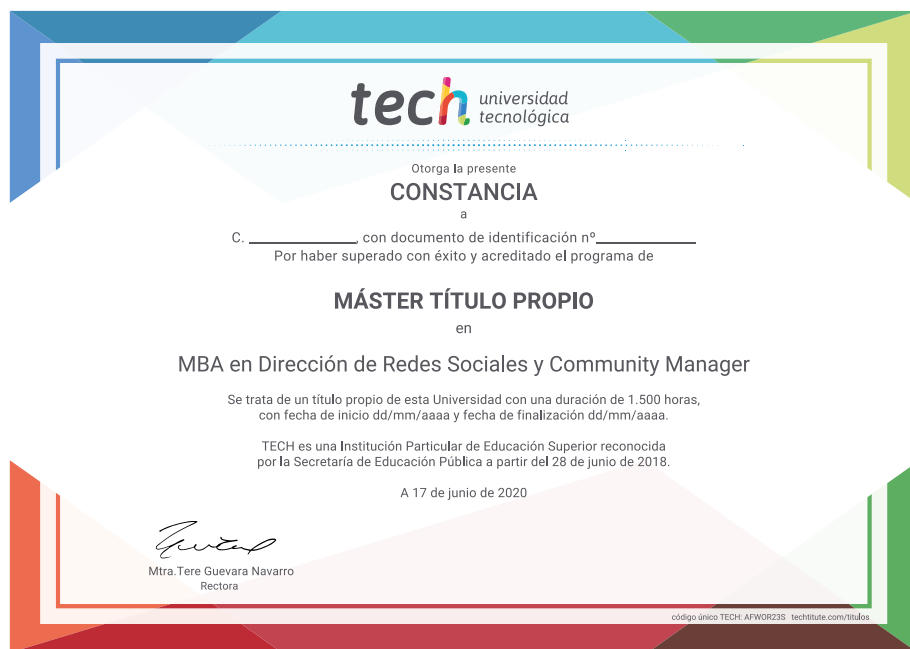 tech universidad
tecnológica
Otorga la presente
CONSTANCIA
a
C. ____________, con documento de identificación nº___________
Por haber superado con éxito y acreditado el programa de
MÁSTER TÍTULO PROPIO
en
MBA en Dirección de Redes Sociales y Community Manager
Se trata de un título propio de esta Universidad con una duración de 1.500 horas,
con fecha de inicio dd/mm/aaaa y fecha de finalización dd/mm/aaaa.
TECH es una Institución Particular de Educación Superior reconocida
por la Secretaría de Educación Pública a partir del 28 de junio de 2018.
A 17 de junio de 2020
Mtra.Tere Guevara Navarro
Rectora
código único TECH: AFWOR23S techtitute.com/titulos